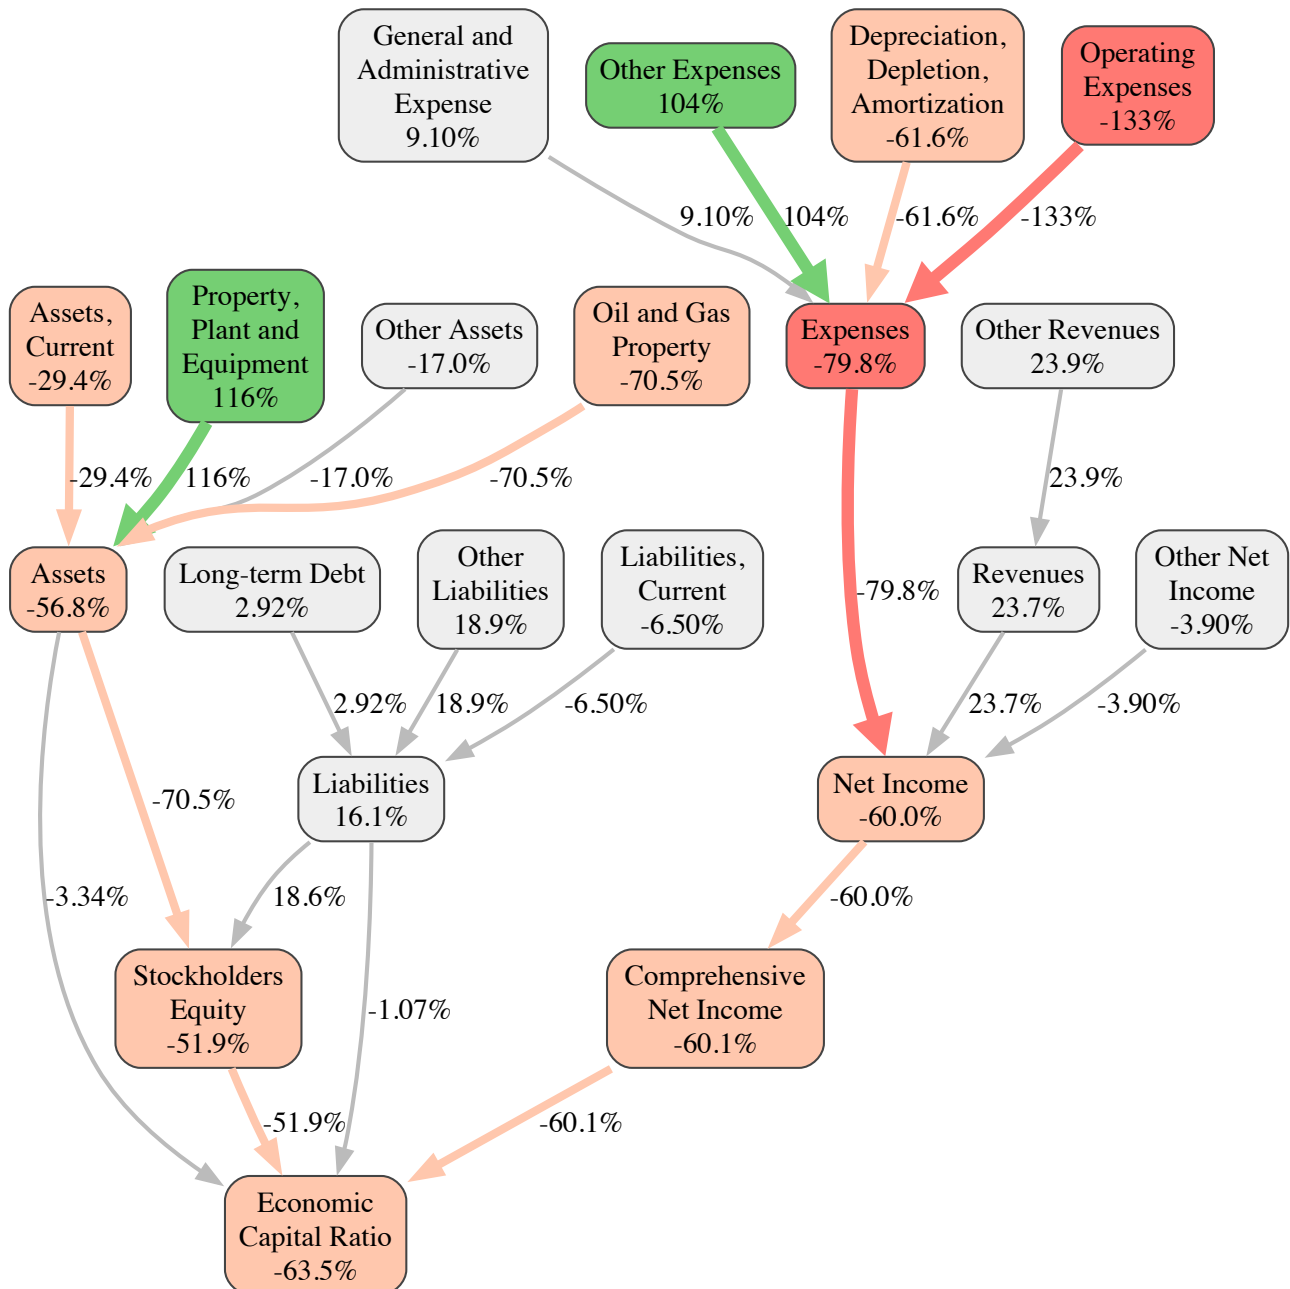 General and
Administrative
Expense
9.10%
Other Expenses
104%
Depreciation,
Depletion,
Amortization
-61.6%
Operating
Expenses
-133%
9.10%
104%
-61.6%
-133%
Assets,
Current
-29.4%
Property,
Plant and
Equipment
116%
Other Assets
-17.0%
Oil and Gas
Property
-70.5%
Expenses
-79.8%
Other Revenues
23.9%
-29.4%
116%
-17.0%
-70.5%
23.9%
Assets
-56.8%
Long-term Debt
2.92%
Other
Liabilities
18.9%
Liabilities,
Current
-6.50%
-79.8%
Revenues
23.7%
Other Net
Income
-3.90%
2.92%
18.9%
-6.50%
23.7%
-3.90%
-70.5%
Liabilities
16.1%
Net Income
-60.0%
-3.34%
18.6%
-60.0%
Stockholders
Equity
-51.9%
-1.07%
Comprehensive
Net Income
-60.1%
-51.9%
-60.1%
Economic
Capital Ratio
-63.5%